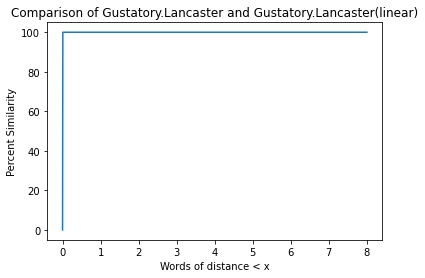 Comparison of Gustatory.Lancaster and Gustatory.Lancaster(linear)
100
80
60
40
20
0
Percent Similarity
0 1 2 3 4 5 6 7 8
Words of distance < x